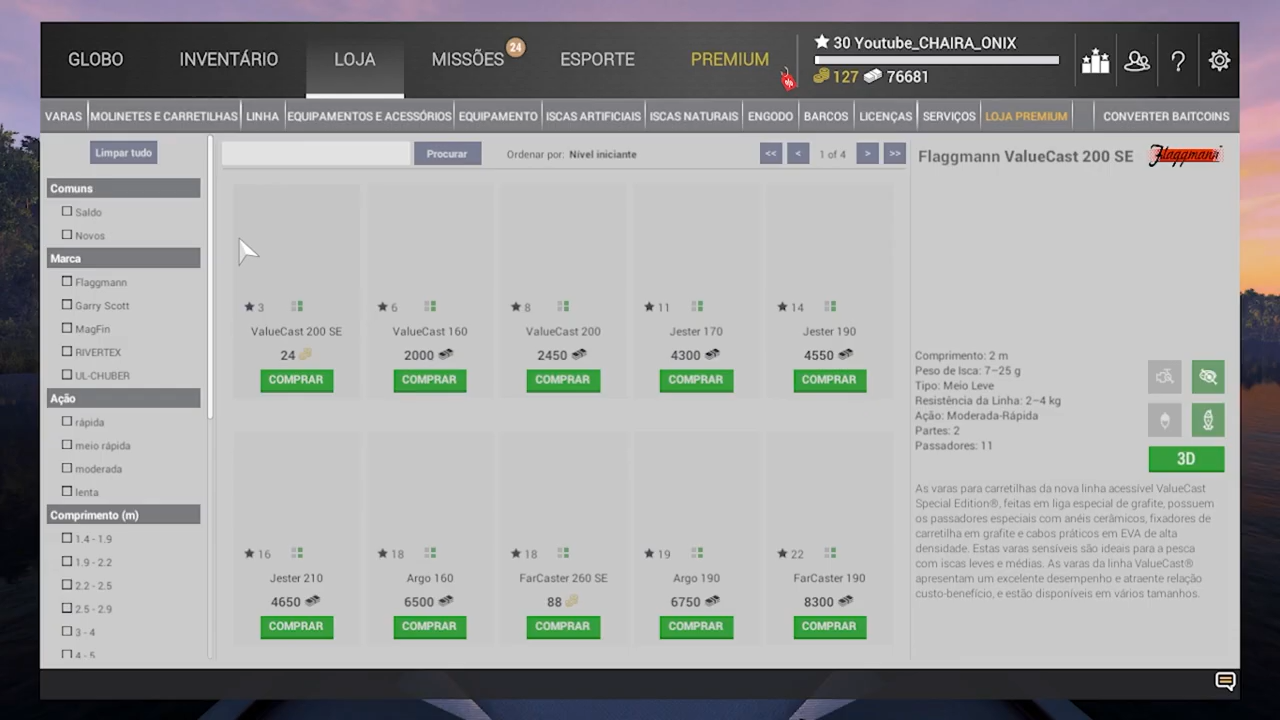 GLOBO INVENTÁRIO LOJA MISSÕES 24 ESPORTE PREMIUM
30 Youtube_CHAIRA_ONIX
127 76681
VARAS MOLINETES E CARRETILHAS LINHA EQUIPAMENTOS E ACESSÓRIOS EQUIPAMENTO ISCAS ARTIFICIAIS ISCAS NATURAIS ENGODO BARCOS LICENÇAS SERVIÇOS LOJA PREMIUM CONVERTER BAITCOINS
Limpar tudo
Comuns
Saldo
Novos
Marca
Flaggmann
Garry Scott
MagFin
RIVERTEX
UL-CHUBER
Ação
rápida
meio rápida
moderada
lenta
Comprimento (m)
1.4 - 1.9
1.9 - 2.2
2.2 - 2.5
2.5 - 2.9
3 - 4
4 - 5
Procurar Ordenar por: Nível iniciante << < 1 of 4 > >>
3 6 8 11 14
ValueCast 200 SE ValueCast 160 ValueCast 200 Jester 170 Jester 190
24 2000 2450 4300 4550
COMPRAR COMPRAR COMPRAR COMPRAR COMPRAR
16 18 18 19 22
Jester 210 Argo 160 FarCaster 260 SE Argo 190 FarCaster 190
4650 6500 88 6750 8300
COMPRAR COMPRAR COMPRAR COMPRAR COMPRAR
Flaggmann ValueCast 200 SE Flaggmann
Comprimento: 2 m
Peso de Isca: 7–25 g
Tipo: Meio Leve
Resistência da Linha: 2–4 kg
Ação: Moderada-Rápida
Partes: 2
Passadores: 11
3D
As varas para carretilhas da nova linha acessível ValueCast
Special Edition®, feitas em liga especial de grafite, possuem
os passadores especiais com anéis cerâmicos, fixadores de
carretilha em grafite e cabos práticos em EVA de alta
densidade. Estas varas sensíveis são ideais para a pesca
com iscas leves e médias. As varas da linha ValueCast®
apresentam um excelente desempenho e atraente relação
custo-benefício, e estão disponíveis em vários tamanhos.